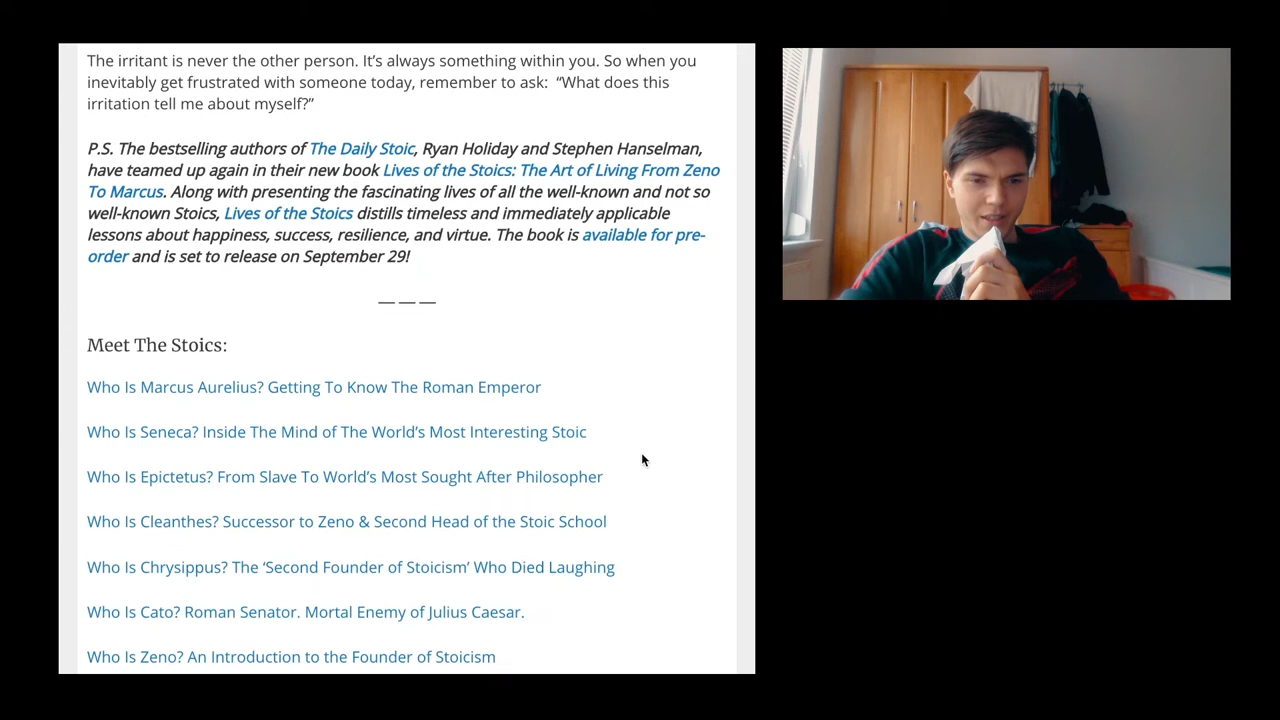 The irritant is never the other person. It’s always something within you. So when you
inevitably get frustrated with someone today, remember to ask:  “What does this
irritation tell me about myself?”
P.S. The bestselling authors of The Daily Stoic, Ryan Holiday and Stephen Hanselman,
have teamed up again in their new book Lives of the Stoics: The Art of Living From Zeno
To Marcus. Along with presenting the fascinating lives of all the well-known and not so
well-known Stoics, Lives of the Stoics distills timeless and immediately applicable
lessons about happiness, success, resilience, and virtue. The book is available for pre-
order and is set to release on September 29!
— — —
Meet The Stoics:
Who Is Marcus Aurelius? Getting To Know The Roman Emperor
Who Is Seneca? Inside The Mind of The World’s Most Interesting Stoic
Who Is Epictetus? From Slave To World’s Most Sought After Philosopher
Who Is Cleanthes? Successor to Zeno & Second Head of the Stoic School
Who Is Chrysippus? The ‘Second Founder of Stoicism’ Who Died Laughing
Who Is Cato? Roman Senator. Mortal Enemy of Julius Caesar.
Who Is Zeno? An Introduction to the Founder of Stoicism